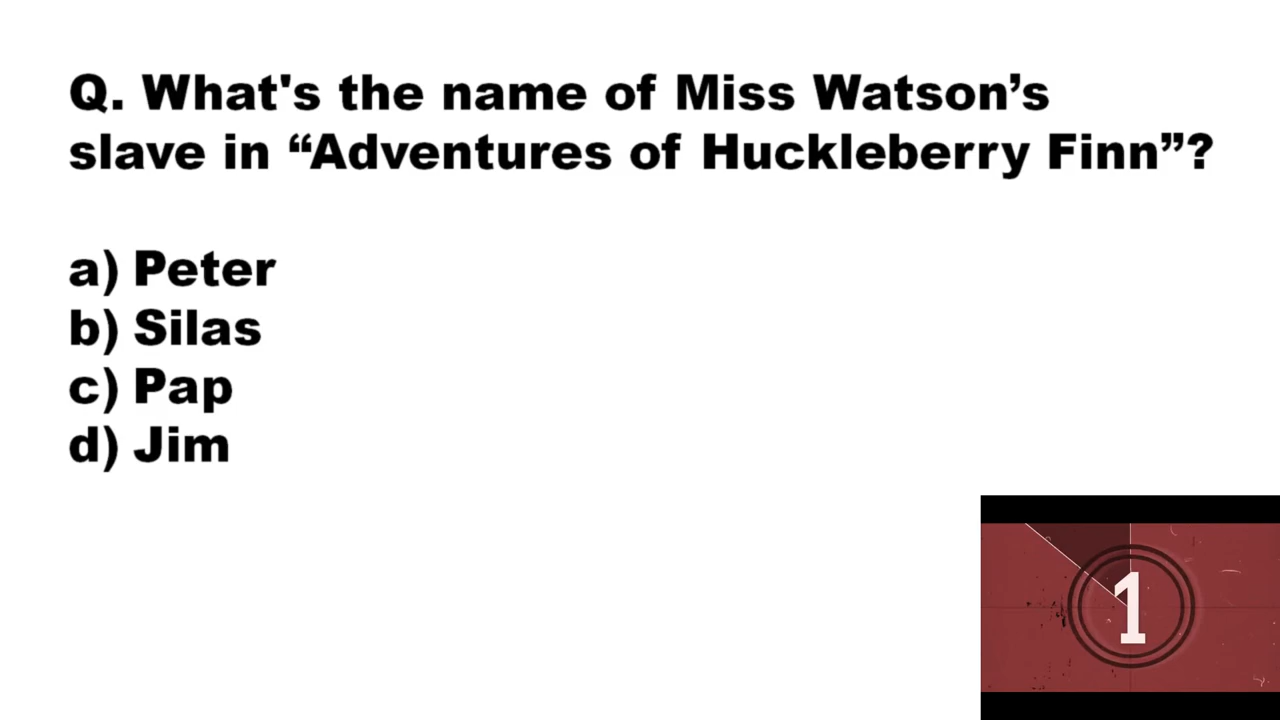 Q. What's the name of Miss Watson’s
slave in “Adventures of Huckleberry Finn”?
a) Peter
b) Silas
c) Pap
d) Jim
1